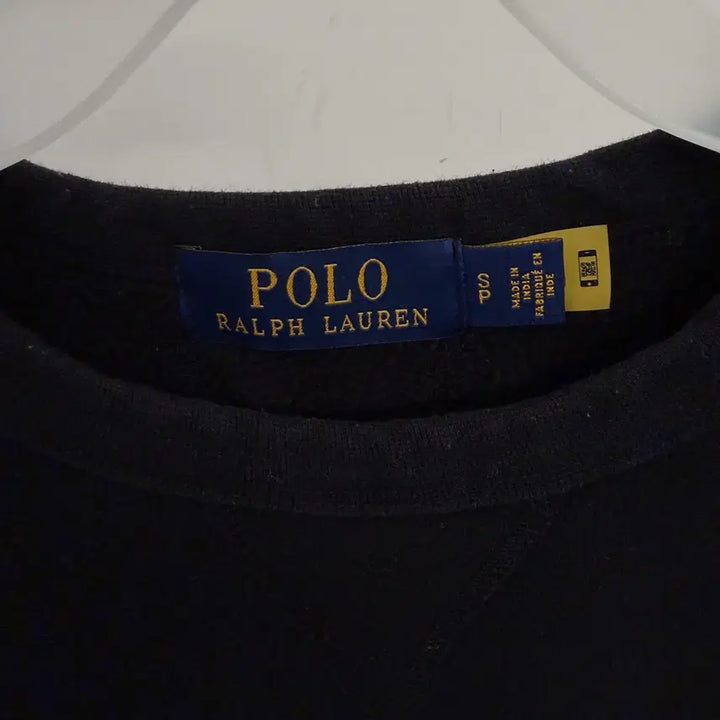 POLO
RALPH LAUREN
S
P
MADE IN
INDIA
FABRIQUÉ EN
INDE